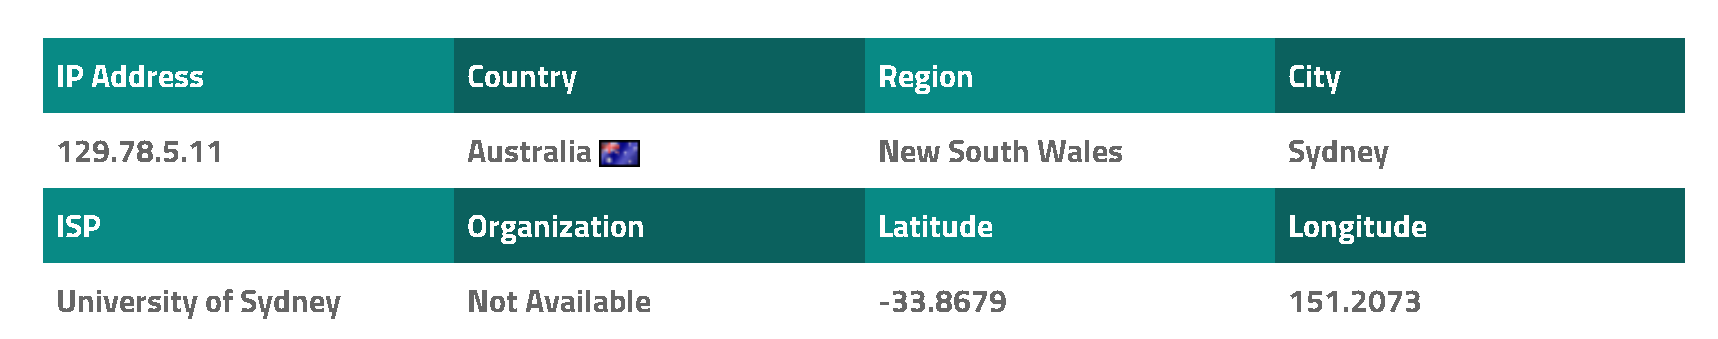 IP Address Country Region City
129.78.5.11 Australia New South Wales Sydney
ISP Organization Latitude Longitude
University of Sydney Not Available -33.8679 151.2073